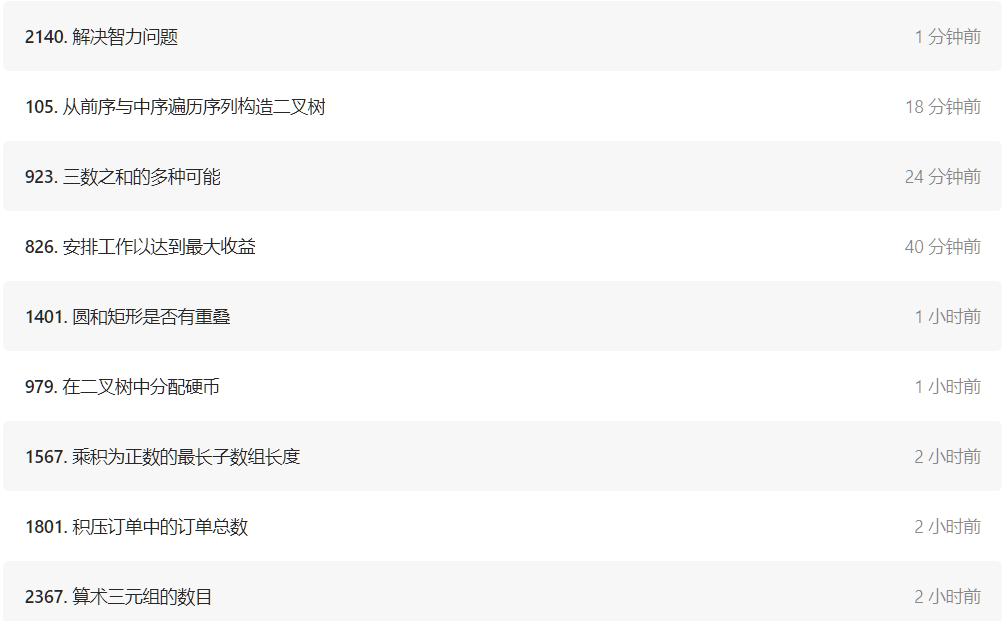 2140. 解决智力问题 1 分钟前
105. 从前序与中序遍历序列构造二叉树 18 分钟前
923. 三数之和的多种可能 24 分钟前
826. 安排工作以达到最大收益 40 分钟前
1401. 圆和矩形是否有重叠 1 小时前
979. 在二叉树中分配硬币 1 小时前
1567. 乘积为正数的最长子数组长度 2 小时前
1801. 积压订单中的订单总数 2 小时前
2367. 算术三元组的数目 2 小时前